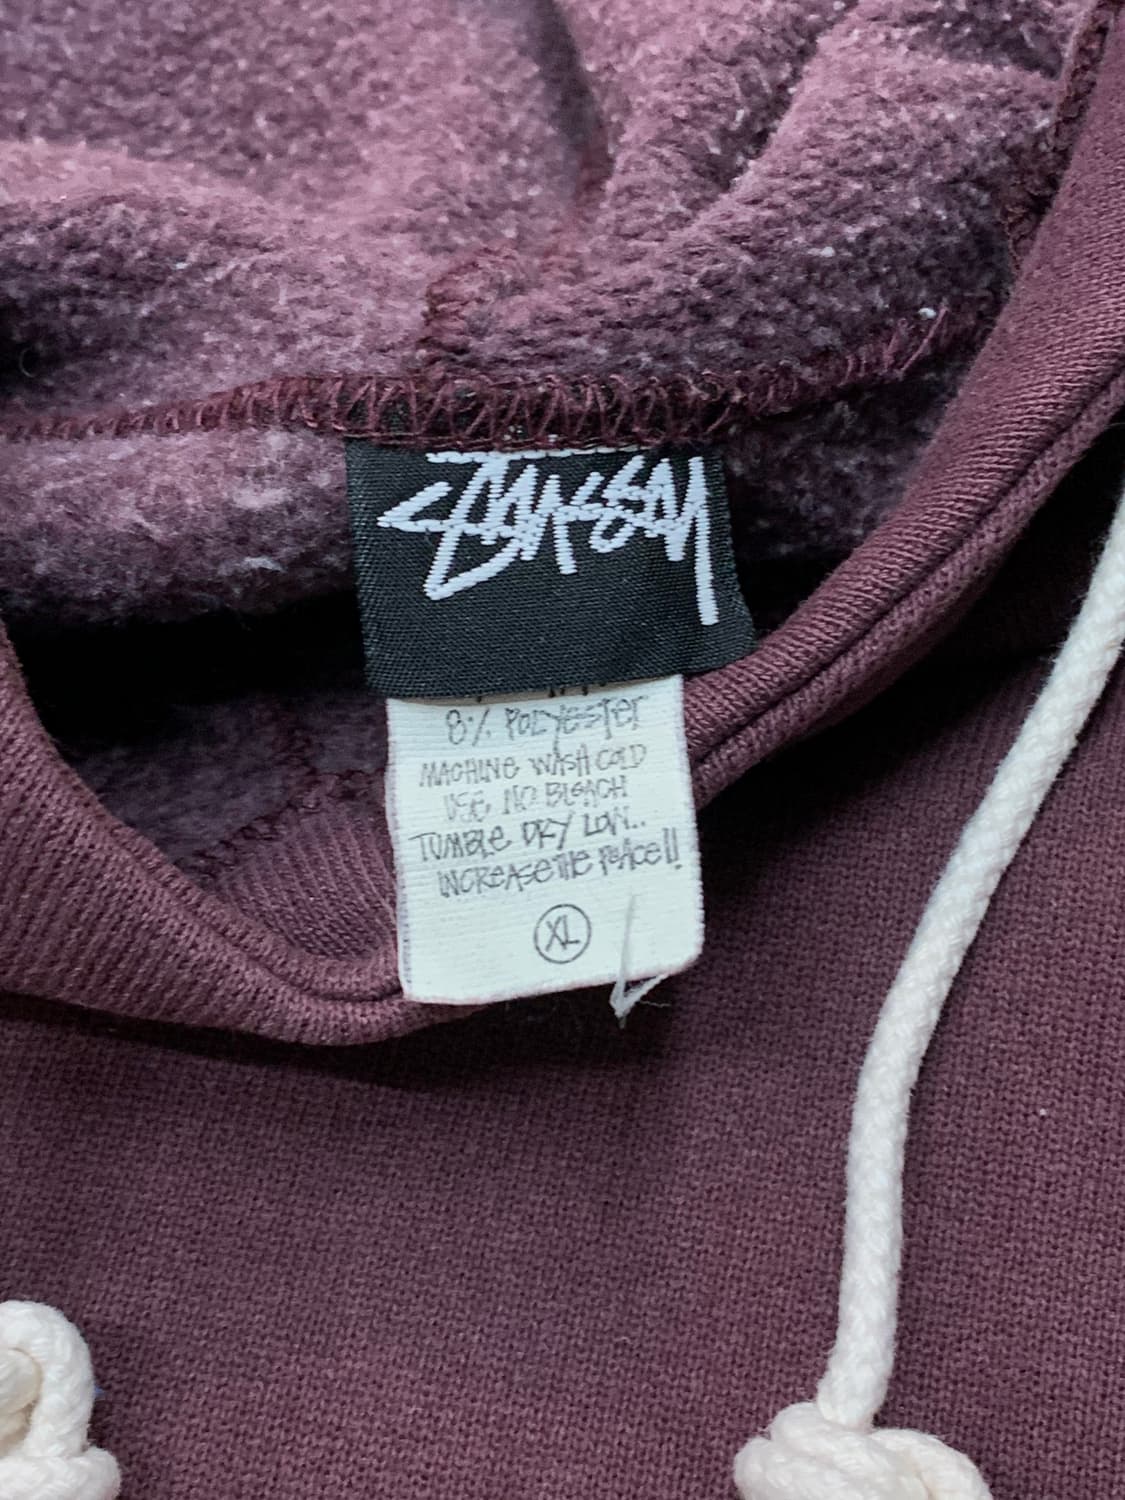 STÜSSY
8% POLYESTER
MACHINE WASH COLD
USE NO BLEACH
TUMBLE DRY LOW..
INCREASE THE PEACE!!
XL